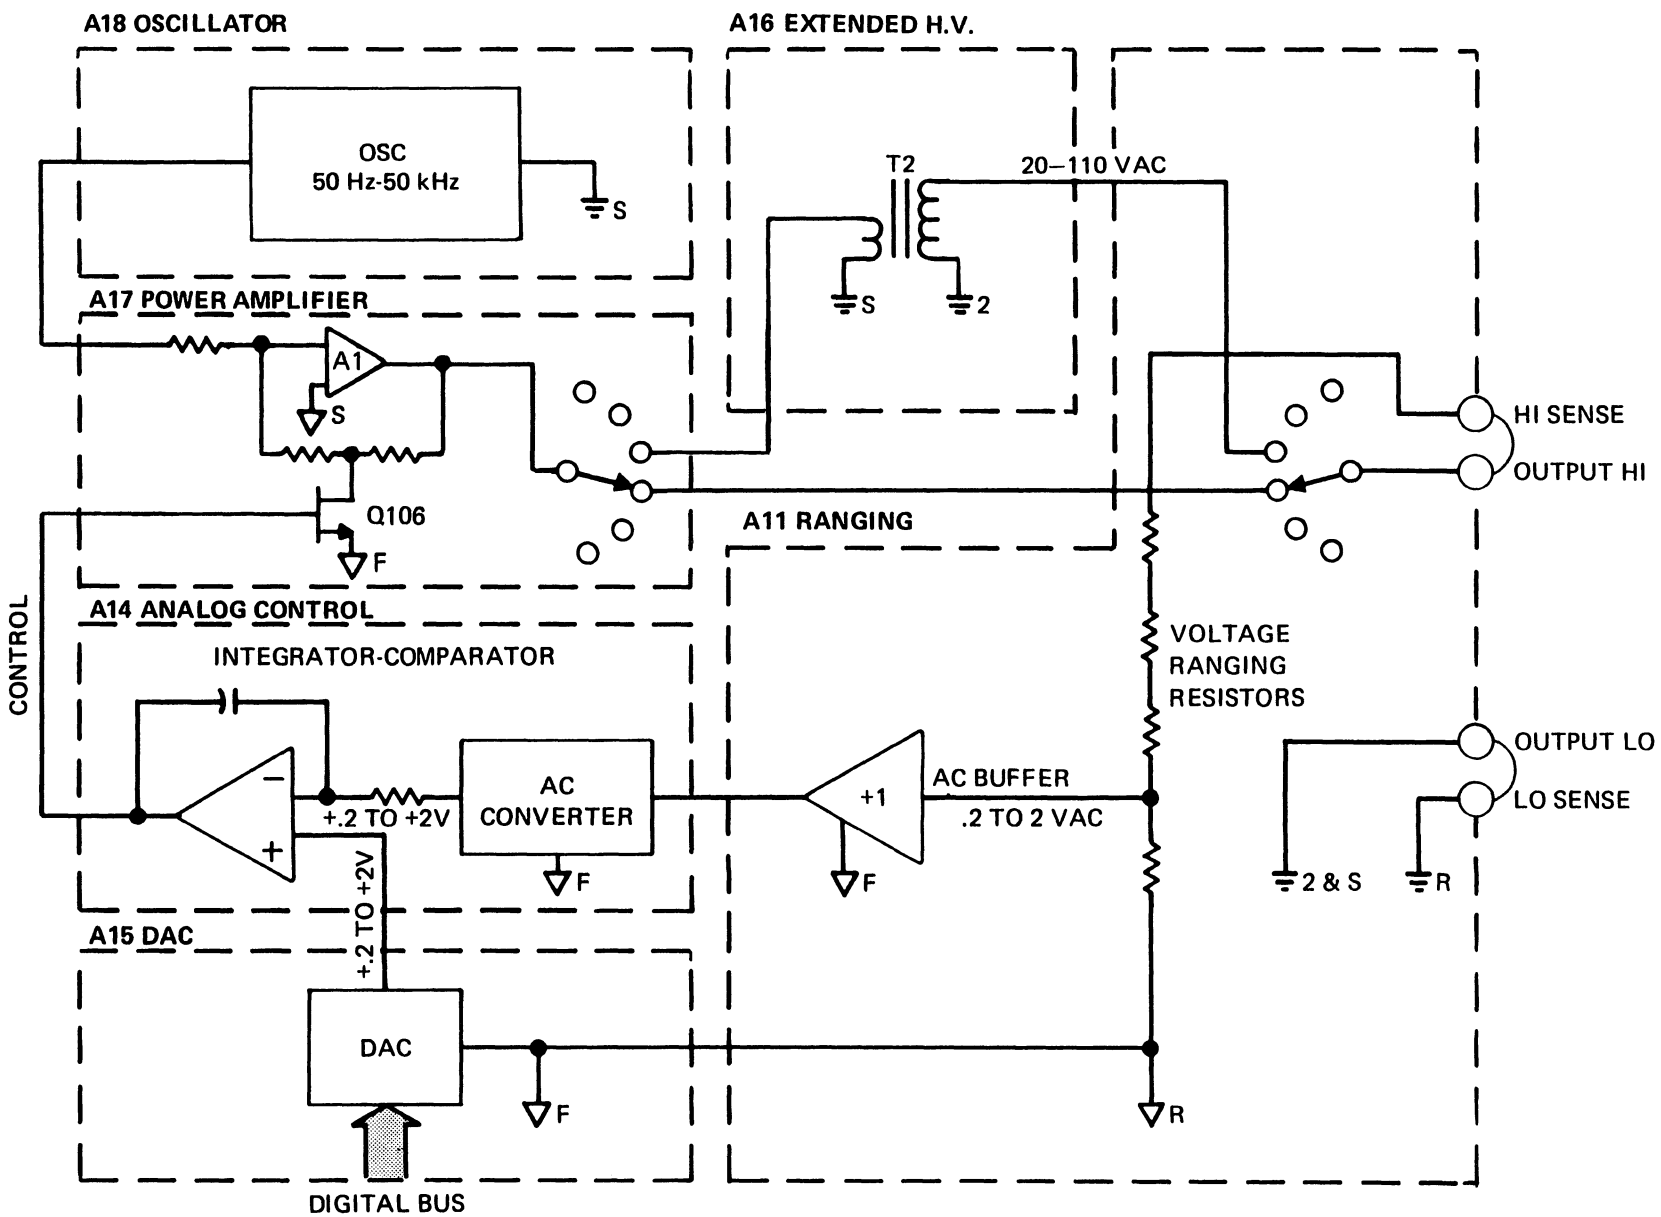 A18 OSCILLATOR
OSC
50 Hz-50 kHz
S
A16 EXTENDED H.V.
T2
20–110 VAC
S
2
A17 POWER AMPLIFIER
A1
S
Q106
F
HI SENSE
OUTPUT HI
A11 RANGING
VOLTAGE
RANGING
RESISTORS
CONTROL
A14 ANALOG CONTROL
INTEGRATOR-COMPARATOR
−
+
+.2 TO +2V
AC
CONVERTER
F
+1
F
AC BUFFER
.2 TO 2 VAC
OUTPUT LO
LO SENSE
2 & S
R
+.2 TO +2V
A15 DAC
DAC
F
R
DIGITAL BUS